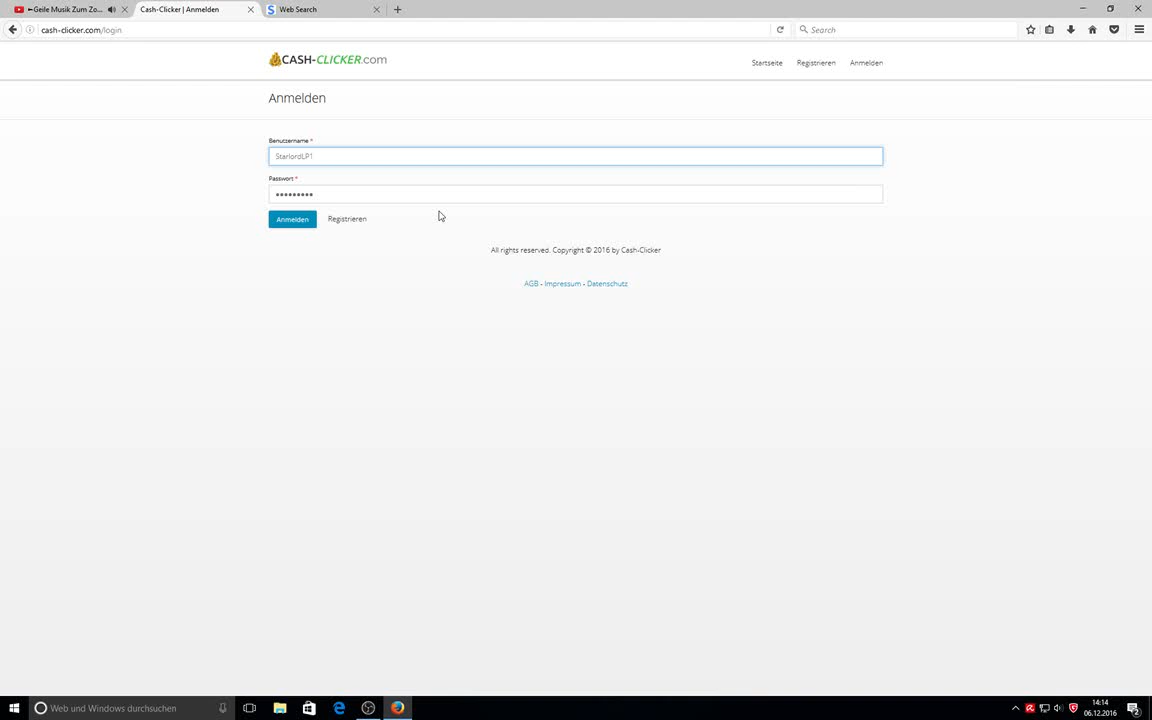 ←Geile Musik Zum Zo...
Cash-Clicker | Anmelden
Web Search
cash-clicker.com/login
Search
CASH-CLICKER.com
Startseite
Registrieren
Anmelden
Anmelden
Benutzername *
StarlordLP1
Passwort *
•••••••••
Anmelden
Registrieren
All rights reserved. Copyright © 2016 by Cash-Clicker
AGB - Impressum - Datenschutz
Web und Windows durchsuchen
14:14
06.12.2016
2